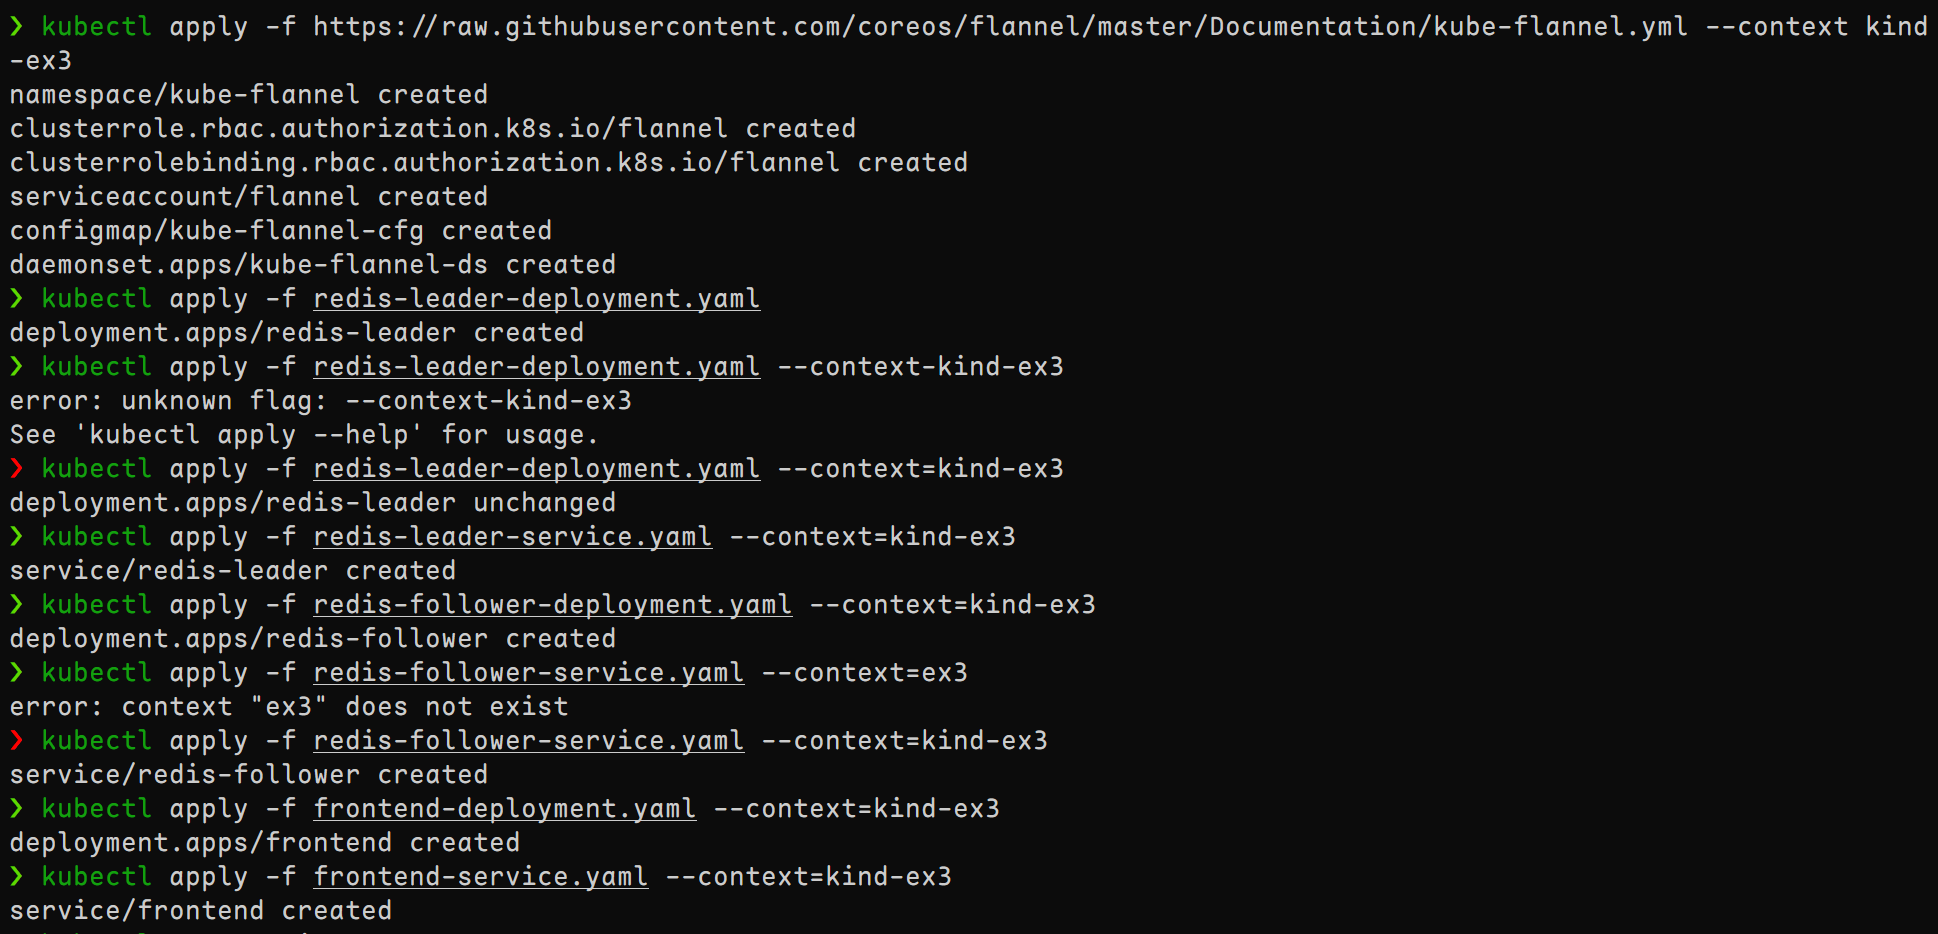 ❯ kubectl apply -f https://raw.githubusercontent.com/coreos/flannel/master/Documentation/kube-flannel.yml --context kind
-ex3
namespace/kube-flannel created
clusterrole.rbac.authorization.k8s.io/flannel created
clusterrolebinding.rbac.authorization.k8s.io/flannel created
serviceaccount/flannel created
configmap/kube-flannel-cfg created
daemonset.apps/kube-flannel-ds created
❯ kubectl apply -f redis-leader-deployment.yaml
deployment.apps/redis-leader created
❯ kubectl apply -f redis-leader-deployment.yaml --context-kind-ex3
error: unknown flag: --context-kind-ex3
See 'kubectl apply --help' for usage.
❯ kubectl apply -f redis-leader-deployment.yaml --context=kind-ex3
deployment.apps/redis-leader unchanged
❯ kubectl apply -f redis-leader-service.yaml --context=kind-ex3
service/redis-leader created
❯ kubectl apply -f redis-follower-deployment.yaml --context=kind-ex3
deployment.apps/redis-follower created
❯ kubectl apply -f redis-follower-service.yaml --context=ex3
error: context "ex3" does not exist
❯ kubectl apply -f redis-follower-service.yaml --context=kind-ex3
service/redis-follower created
❯ kubectl apply -f frontend-deployment.yaml --context=kind-ex3
deployment.apps/frontend created
❯ kubectl apply -f frontend-service.yaml --context=kind-ex3
service/frontend created